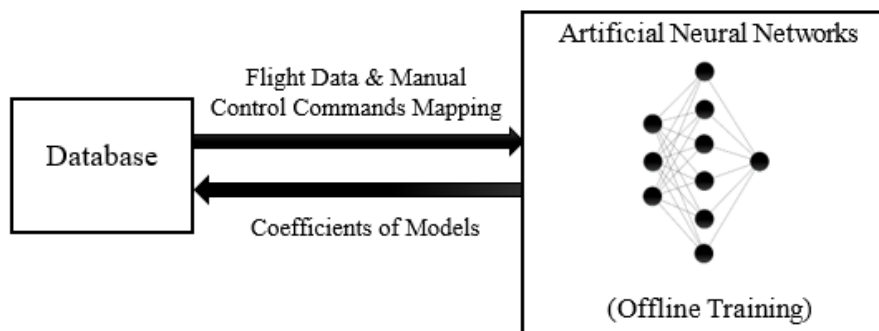 Artificial Neural Networks
Flight Data & Manual
Control Commands Mapping
Database
Coefficients of Models
(Offline Training)